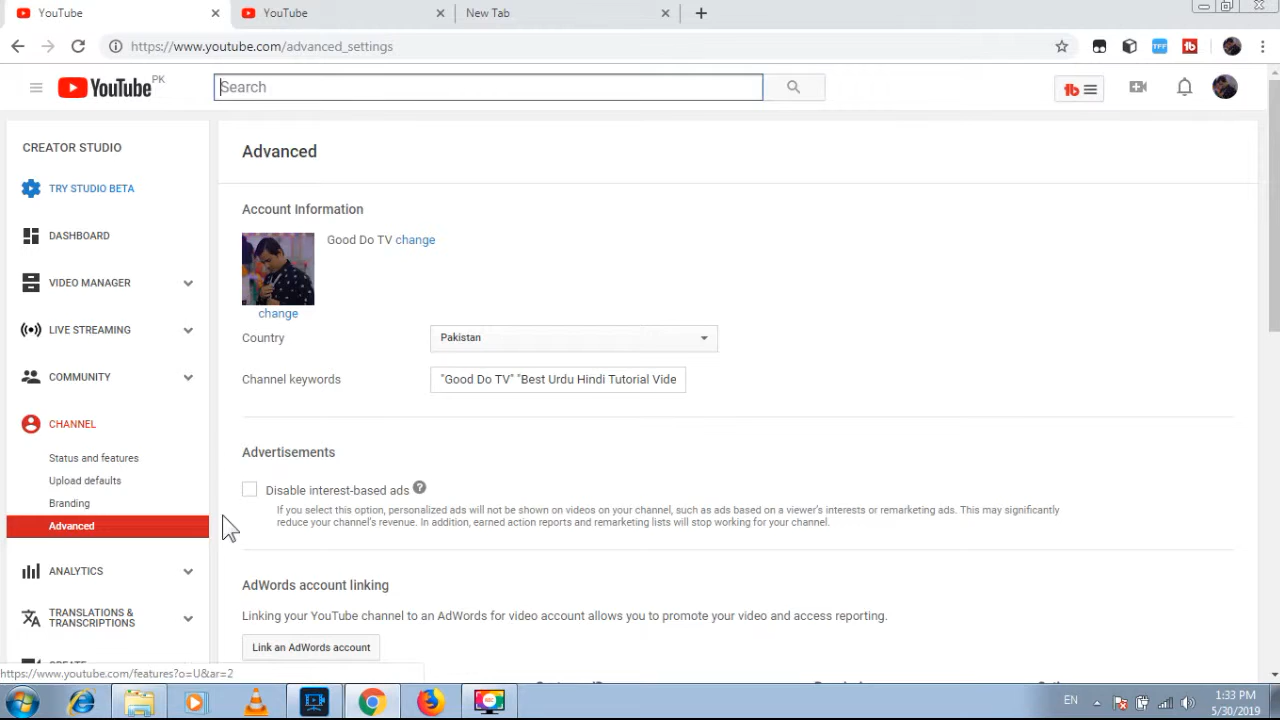 YouTube
YouTube
New Tab
https://www.youtube.com/advanced_settings
TFF
tb
YouTube PK
Search
tb
CREATOR STUDIO
TRY STUDIO BETA
DASHBOARD
VIDEO MANAGER
LIVE STREAMING
COMMUNITY
CHANNEL
Status and features
Upload defaults
Branding
Advanced
ANALYTICS
TRANSLATIONS &
TRANSCRIPTIONS
Advanced
Account Information
Good Do TV change
change
Country
Pakistan
Channel keywords
"Good Do TV" "Best Urdu Hindi Tutorial Vide
Advertisements
Disable interest-based ads ?
If you select this option, personalized ads will not be shown on videos on your channel, such as ads based on a viewer's interests or remarketing ads. This may significantly
reduce your channel's revenue. In addition, earned action reports and remarketing lists will stop working for your channel.
AdWords account linking
Linking your YouTube channel to an AdWords for video account allows you to promote your video and access reporting.
Link an AdWords account
https://www.youtube.com/features?o=U&ar=2
EN
1:33 PM
5/30/2019